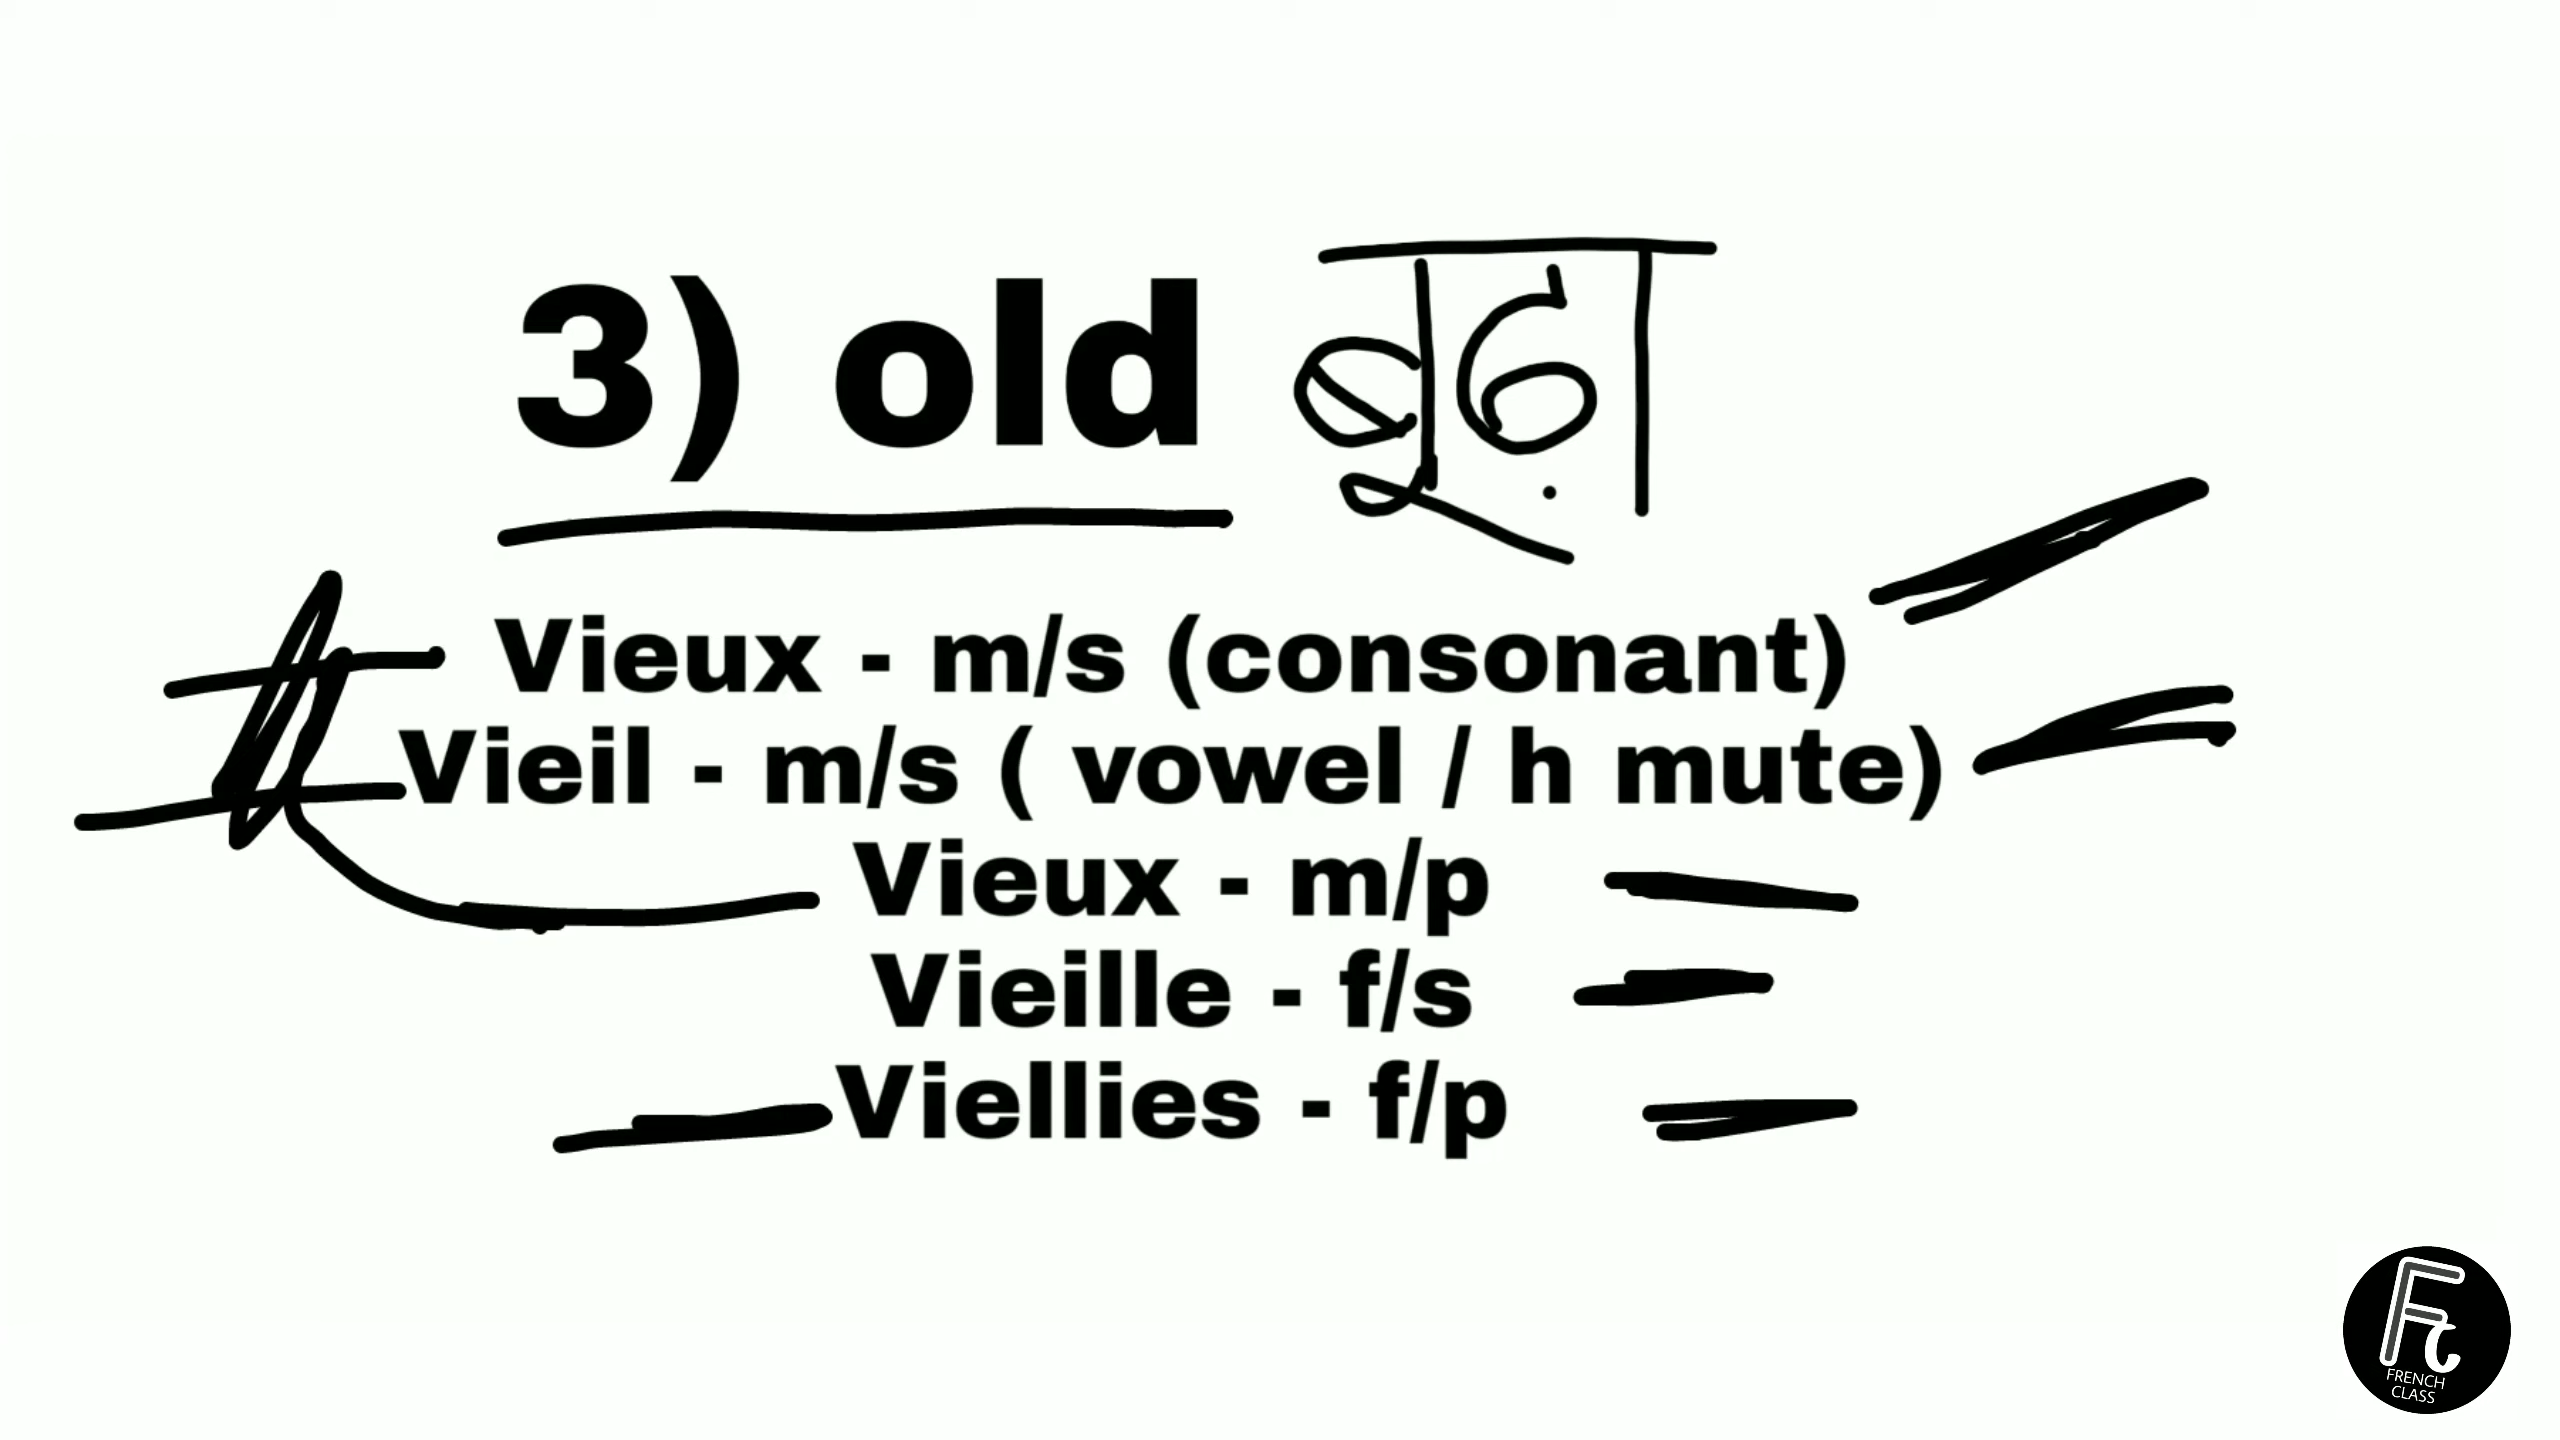 3) old बुढ़ा
Vieux - m/s (consonant)
Vieil - m/s ( vowel / h mute)
Vieux - m/p
Vieille - f/s
Viellies - f/p
FRENCH
CLASS